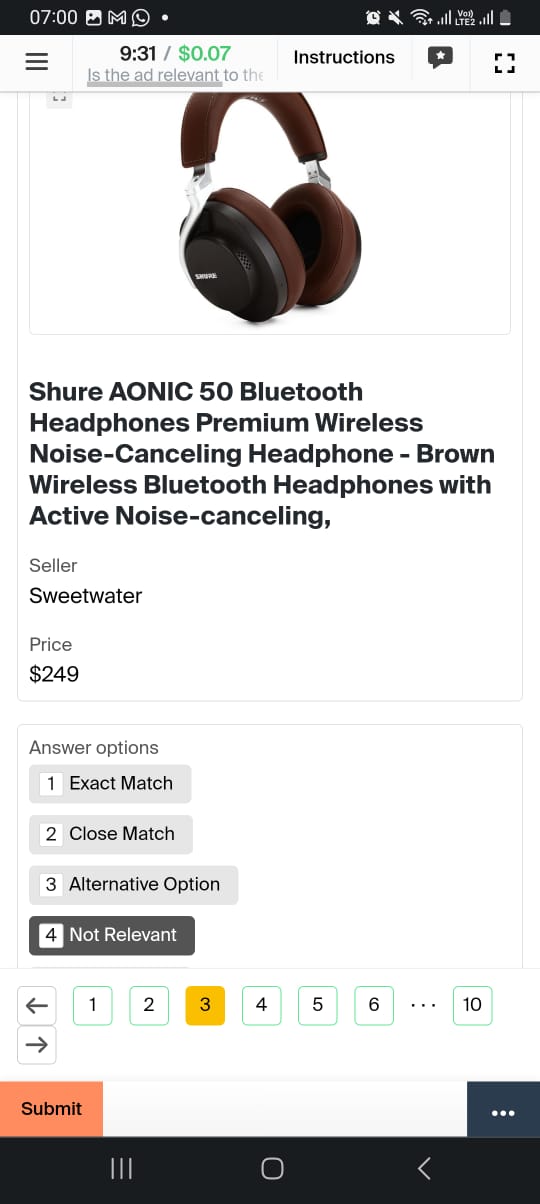 07:00
Vo))
LTE2
9:31 / $0.07
Is the ad relevant to the
Instructions
SHURE
Shure AONIC 50 Bluetooth
Headphones Premium Wireless
Noise-Canceling Headphone - Brown
Wireless Bluetooth Headphones with
Active Noise-canceling,
Seller
Sweetwater
Price
$249
Answer options
1 Exact Match
2 Close Match
3 Alternative Option
4 Not Relevant
1 2 3 4 5 6 ... 10
Submit